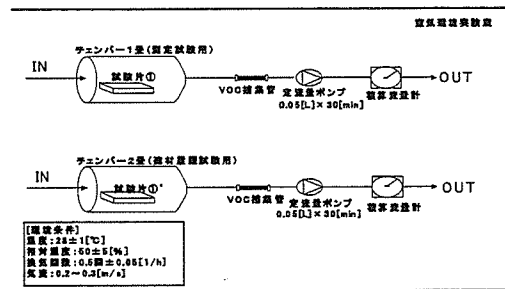 空気環境実験室
チャンバー1畳(測定試験用)
IN
試験片①
VOC捕集管
定流量ポンプ
0.05[L]×30[min]
積算流量計
OUT
チャンバー2畳(建材展護試験用)
IN
試験片①'
VOC捕集管
定流量ポンプ
0.05[L]×30[min]
積算流量計
OUT
[環境条件]
温度:28±1[℃]
相対湿度:50±5[%]
換気回数:0.5回±0.05[1/h]
気流:0.2～0.3[m/s]